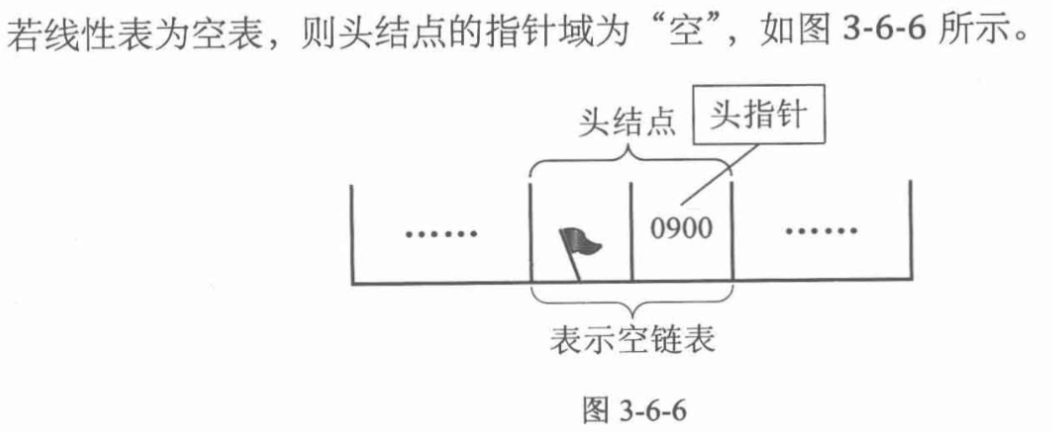 若线性表为空表，则头结点的指针域为“空”，如图 3-6-6 所示。
头结点
头指针
……
0900
……
表示空链表
图 3-6-6